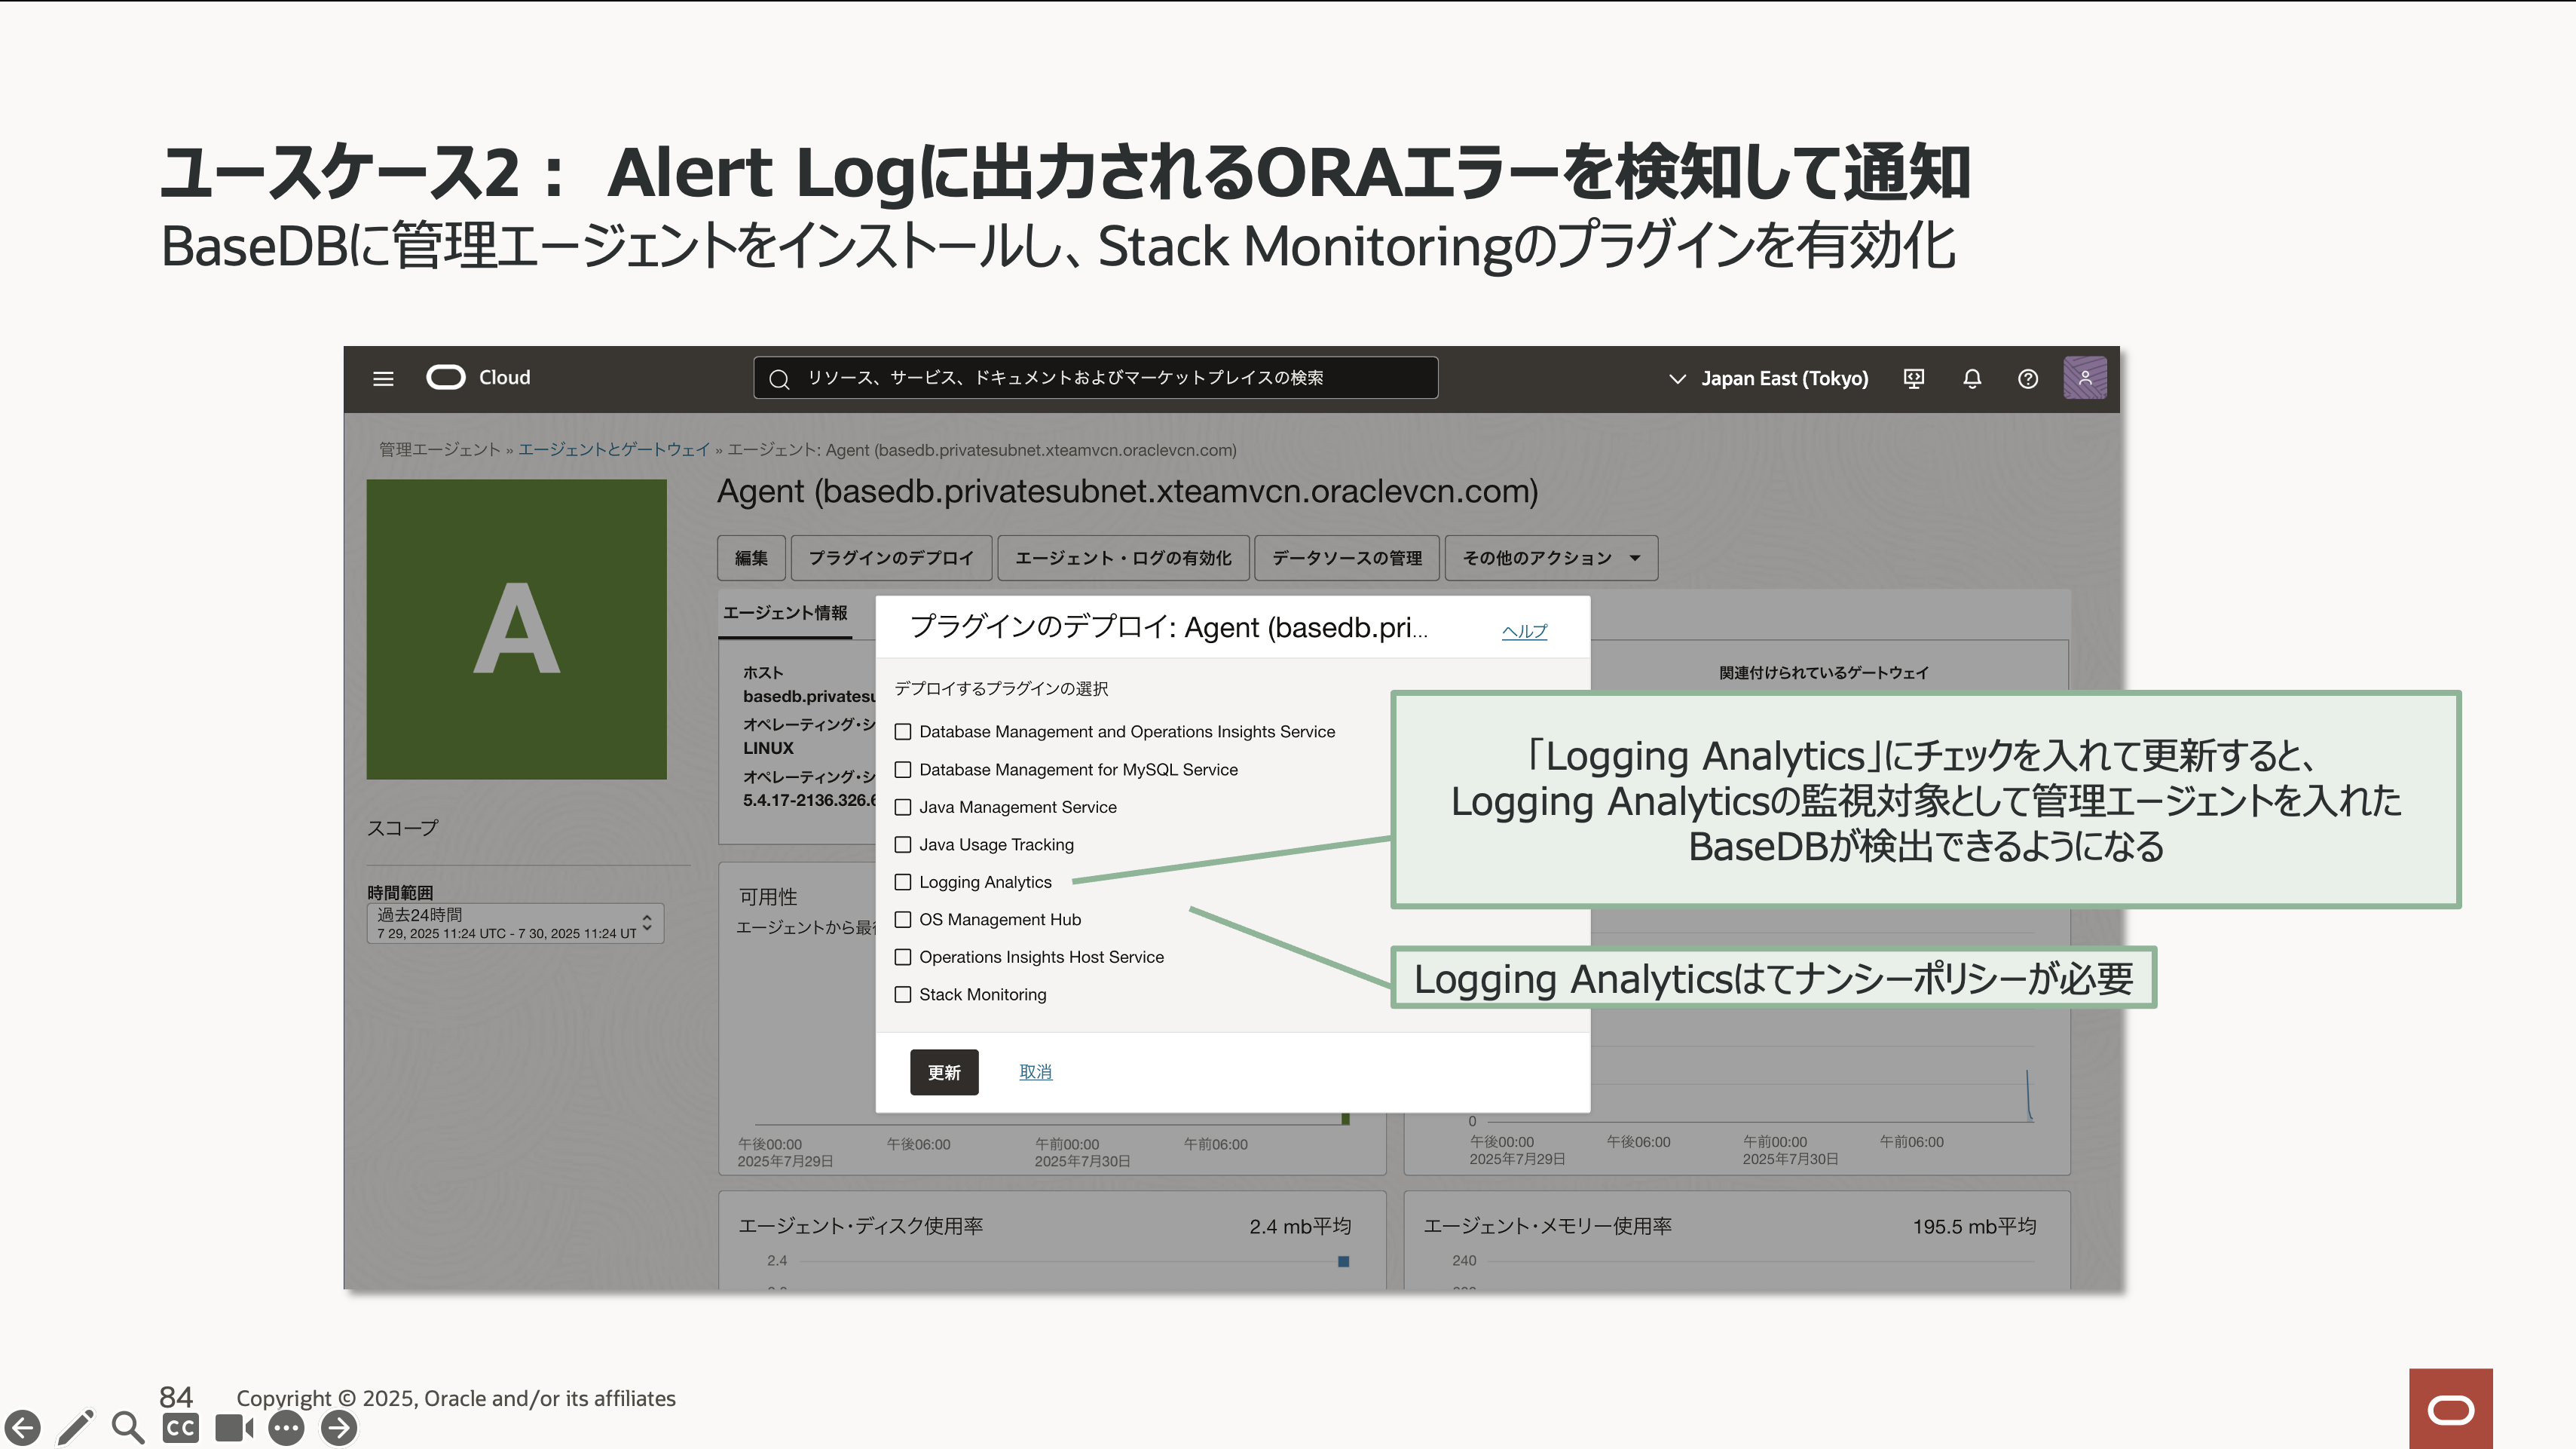 ユースケース2： Alert Logに出力されるORAエラーを検知して通知
BaseDBに管理エージェントをインストールし、Stack Monitoringのプラグインを有効化
Cloud
リソース、サービス、ドキュメントおよびマーケットプレイスの検索
Japan East (Tokyo)
管理エージェント » エージェントとゲートウェイ » エージェント: Agent (basedb.privatesubnet.xteamvcn.oraclevcn.com)
A
Agent (basedb.privatesubnet.xteamvcn.oraclevcn.com)
編集 プラグインのデプロイ エージェント・ログの有効化 データソースの管理 その他のアクション
エージェント情報
ホスト
basedb.privatesu
オペレーティング・シ
LINUX
オペレーティング・シ
5.4.17-2136.326.6
関連付けられているゲートウェイ
スコープ
時間範囲
過去24時間
7 29, 2025 11:24 UTC - 7 30, 2025 11:24 UT
プラグインのデプロイ: Agent (basedb.pri...
ヘルプ
デプロイするプラグインの選択
Database Management and Operations Insights Service
Database Management for MySQL Service
Java Management Service
Java Usage Tracking
Logging Analytics
OS Management Hub
Operations Insights Host Service
Stack Monitoring
更新 取消
「Logging Analytics」にチェックを入れて更新すると、
Logging Analyticsの監視対象として管理エージェントを入れた
BaseDBが検出できるようになる
Logging Analyticsはてナンシーポリシーが必要
可用性
エージェントから最
午後00:00 午後06:00 午前00:00 午前06:00
2025年7月29日 2025年7月30日
0
午後00:00 午後06:00 午前00:00 午前06:00
2025年7月29日 2025年7月30日
エージェント・ディスク使用率 2.4 mb平均
2.4
エージェント・メモリー使用率 195.5 mb平均
240
84 Copyright © 2025, Oracle and/or its affiliates
CC